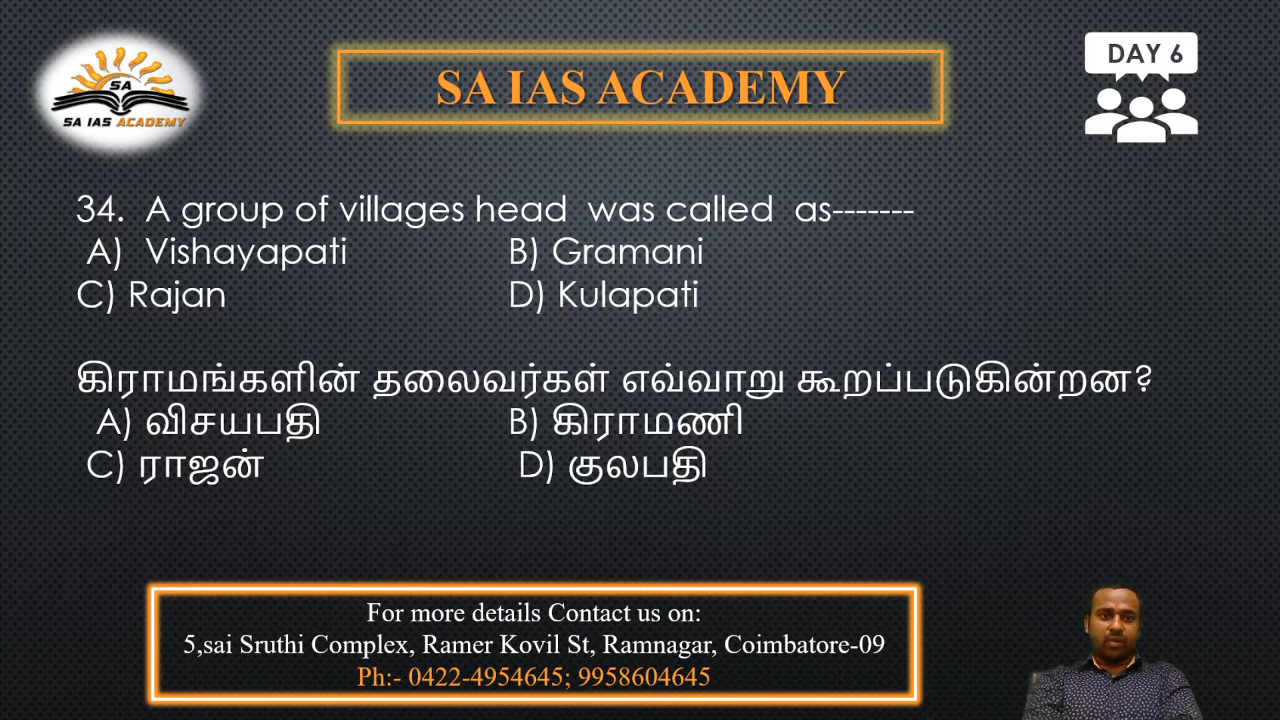 SA
SA IAS ACADEMY
SA IAS ACADEMY
DAY 6
34. A group of villages head was called as-------
A) Vishayapati B) Gramani
C) Rajan D) Kulapati
கிராமங்களின் தலைவர்கள் எவ்வாறு கூறப்படுகின்றன?
A) விசயபதி B) கிராமணி
C) ராஜன் D) குலபதி
For more details Contact us on:
5,sai Sruthi Complex, Ramer Kovil St, Ramnagar, Coimbatore-09
Ph:- 0422-4954645; 9958604645